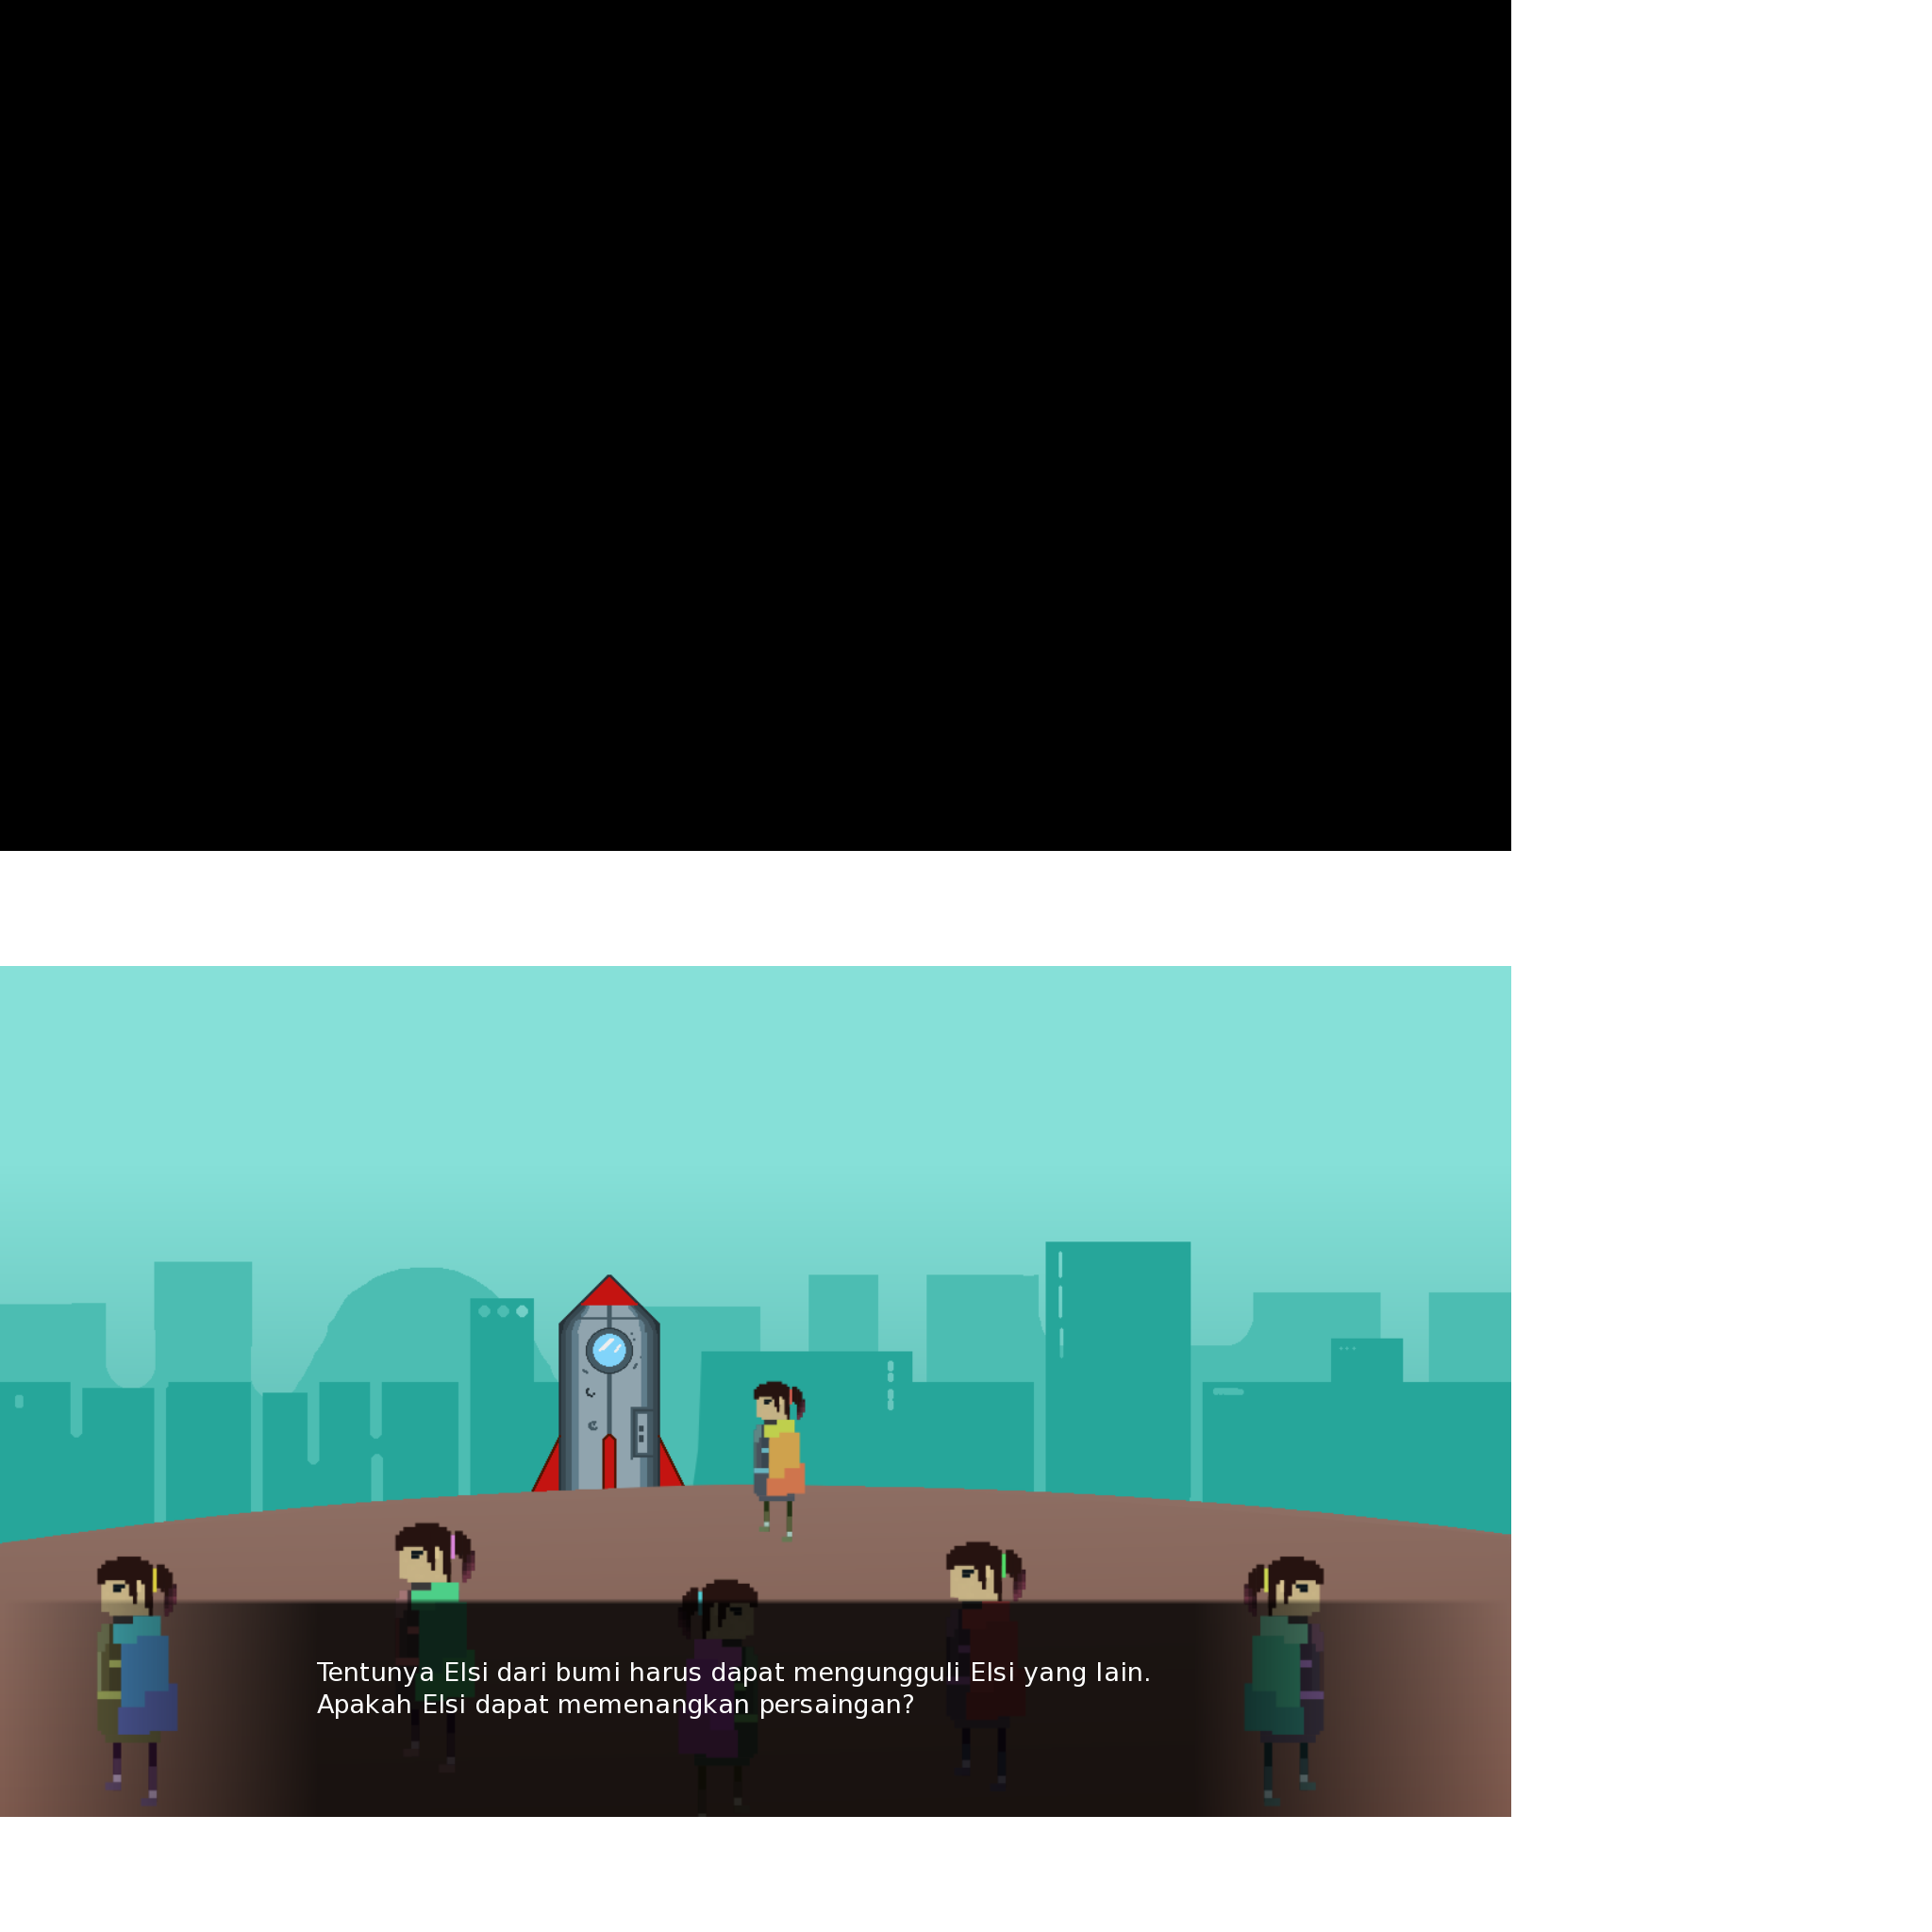 Tentunya Elsi dari bumi harus dapat mengungguli Elsi yang lain.
Apakah Elsi dapat memenangkan persaingan?